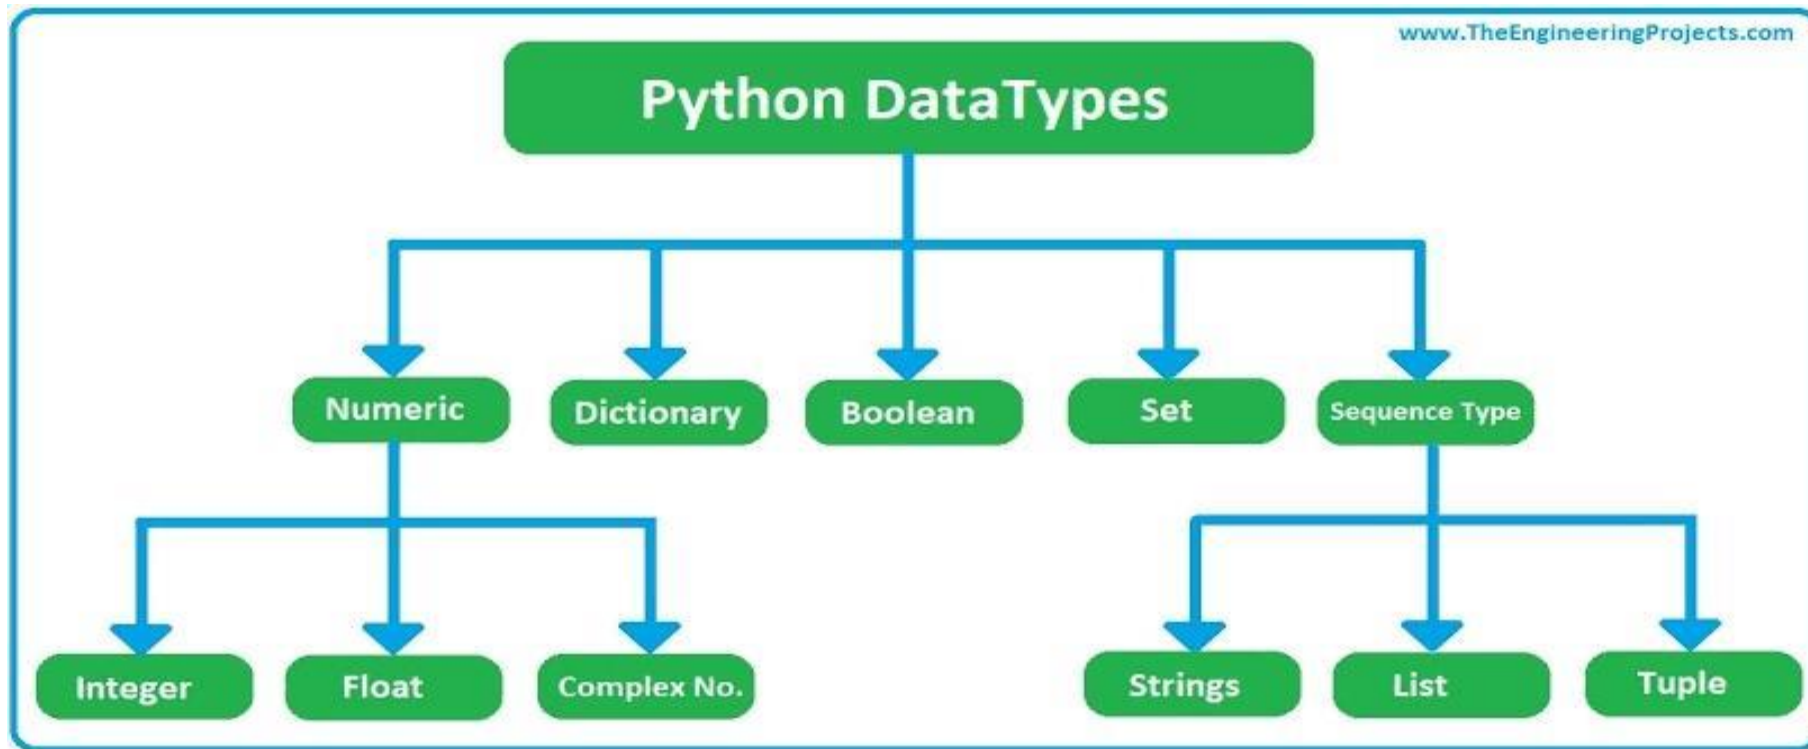 www.TheEngineeringProjects.com
Python DataTypes
Numeric
Dictionary
Boolean
Set
Sequence Type
Integer
Float
Complex No.
Strings
List
Tuple